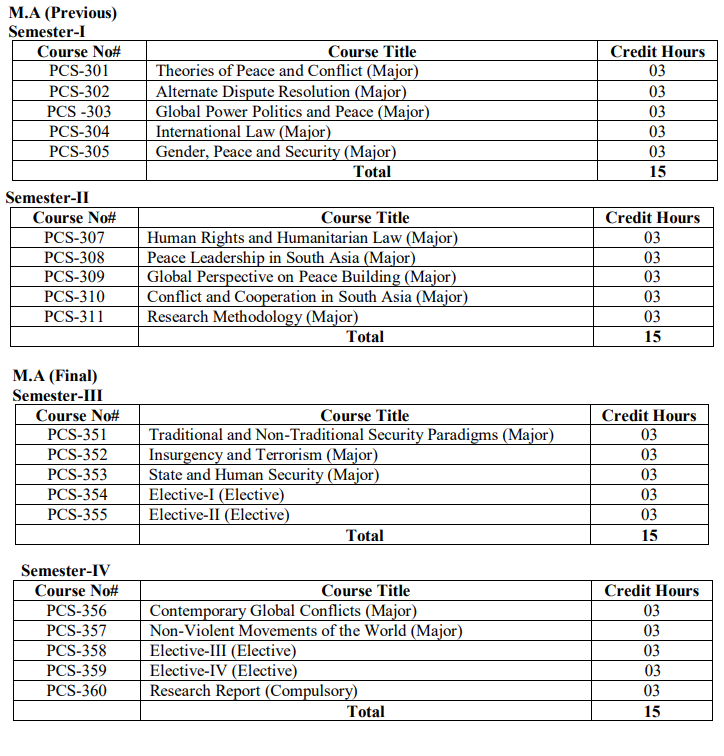 M.A (Previous)
Semester-I
Course No# Course Title Credit Hours
PCS-301 Theories of Peace and Conflict (Major) 03
PCS-302 Alternate Dispute Resolution (Major) 03
PCS -303 Global Power Politics and Peace (Major) 03
PCS-304 International Law (Major) 03
PCS-305 Gender, Peace and Security (Major) 03
Total 15
Semester-II
Course No# Course Title Credit Hours
PCS-307 Human Rights and Humanitarian Law (Major) 03
PCS-308 Peace Leadership in South Asia (Major) 03
PCS-309 Global Perspective on Peace Building (Major) 03
PCS-310 Conflict and Cooperation in South Asia (Major) 03
PCS-311 Research Methodology (Major) 03
Total 15
M.A (Final)
Semester-III
Course No# Course Title Credit Hours
PCS-351 Traditional and Non-Traditional Security Paradigms (Major) 03
PCS-352 Insurgency and Terrorism (Major) 03
PCS-353 State and Human Security (Major) 03
PCS-354 Elective-I (Elective) 03
PCS-355 Elective-II (Elective) 03
Total 15
Semester-IV
Course No# Course Title Credit Hours
PCS-356 Contemporary Global Conflicts (Major) 03
PCS-357 Non-Violent Movements of the World (Major) 03
PCS-358 Elective-III (Elective) 03
PCS-359 Elective-IV (Elective) 03
PCS-360 Research Report (Compulsory) 03
Total 15